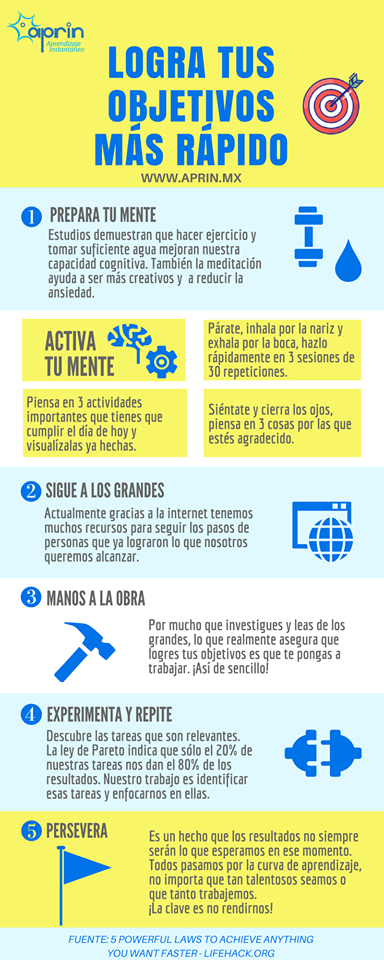 aprin
Aprendizaje
Instantáneo
LOGRA TUS
OBJETIVOS
MÁS RÁPIDO
WWW.APRIN.MX
1 PREPARA TU MENTE
Estudios demuestran que hacer ejercicio y
tomar suficiente agua mejoran nuestra
capacidad cognitiva. También la meditación
ayuda a ser más creativos y a reducir la
ansiedad.
ACTIVA
TU MENTE
Párate, inhala por la nariz y
exhala por la boca, hazlo
rápidamente en 3 sesiones de
30 repeticiones.
Piensa en 3 actividades
importantes que tienes que
cumplir el día de hoy y
visualízalas ya hechas.
Siéntate y cierra los ojos,
piensa en 3 cosas por las que
estés agradecido.
2 SIGUE A LOS GRANDES
Actualmente gracias a la internet tenemos
muchos recursos para seguir los pasos de
personas que ya lograron lo que nosotros
queremos alcanzar.
3 MANOS A LA OBRA
Por mucho que investigues y leas de los
grandes, lo que realmente asegura que
logres tus objetivos es que te pongas a
trabajar. ¡Así de sencillo!
4 EXPERIMENTA Y REPITE
Descubre las tareas que son relevantes.
La ley de Pareto indica que sólo el 20% de
nuestras tareas nos dan el 80% de los
resultados. Nuestro trabajo es identificar
esas tareas y enfocarnos en ellas.
5 PERSEVERA
Es un hecho que los resultados no siempre
serán lo que esperamos en ese momento.
Todos pasamos por la curva de aprendizaje,
no importa que tan talentosos seamos o
que tanto trabajemos.
¡La clave es no rendirnos!
FUENTE: 5 POWERFUL LAWS TO ACHIEVE ANYTHING
YOU WANT FASTER - LIFEHACK.ORG